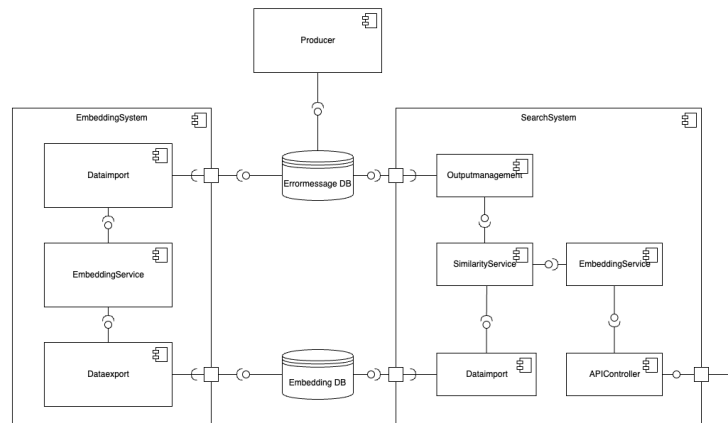 Producer
EmbeddingSystem
SearchSystem
Dataimport
Errormessage DB
Outputmanagement
EmbeddingService
SimilarityService
EmbeddingService
Dataexport
Embedding DB
Dataimport
APIController